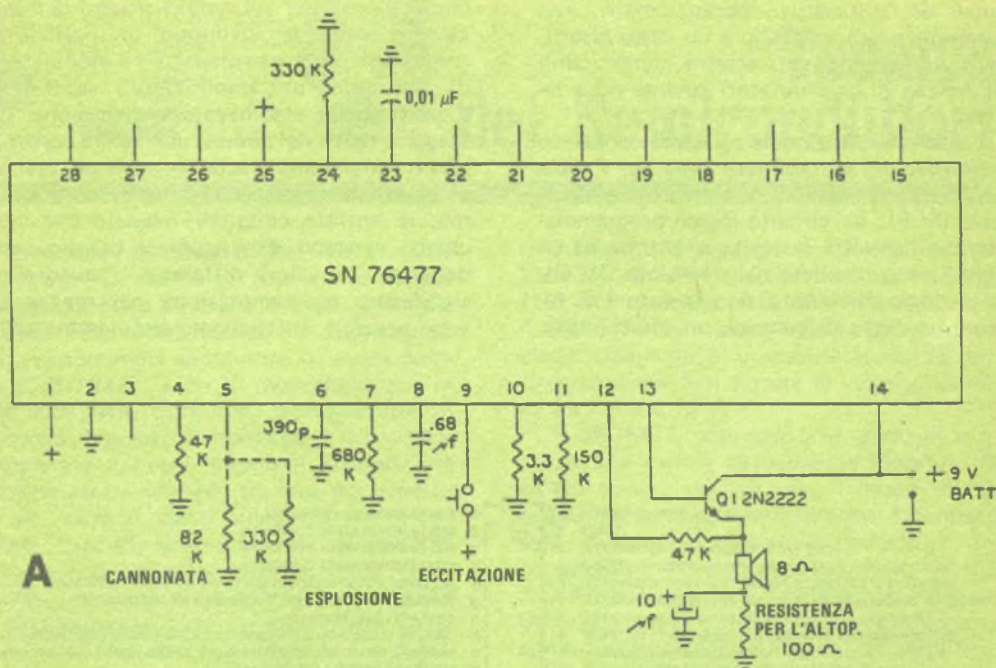 330 K
0,01 µF
+
28 27 26 25 24 23 22 21 20 19 18 17 16 15
SN 76477
1 2 3 4 5 6 7 8 9 10 11 12 13 14
+
47 K
390p
680 K
.68 µf
3.3 K
150 K
Q1 2N2222
+ 9 V
BATT
82 K
330 K
+
47 K
8 Ω
A
CANNONATA
ESPLOSIONE
ECCITAZIONE
10 +
µf
RESISTENZA
PER L'ALTOP.
100 Ω